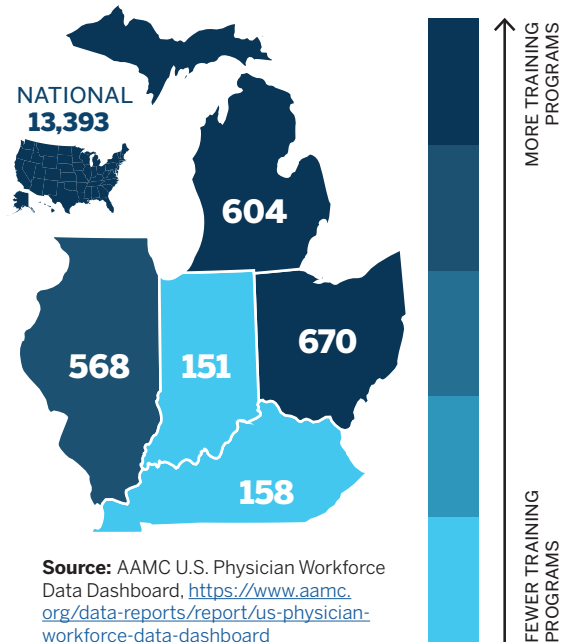 NATIONAL
13,393
604
568
151
670
158
MORE TRAINING
PROGRAMS
FEWER TRAINING
PROGRAMS
Source: AAMC U.S. Physician Workforce
Data Dashboard, https://www.aamc.
org/data-reports/report/us-physician-
workforce-data-dashboard